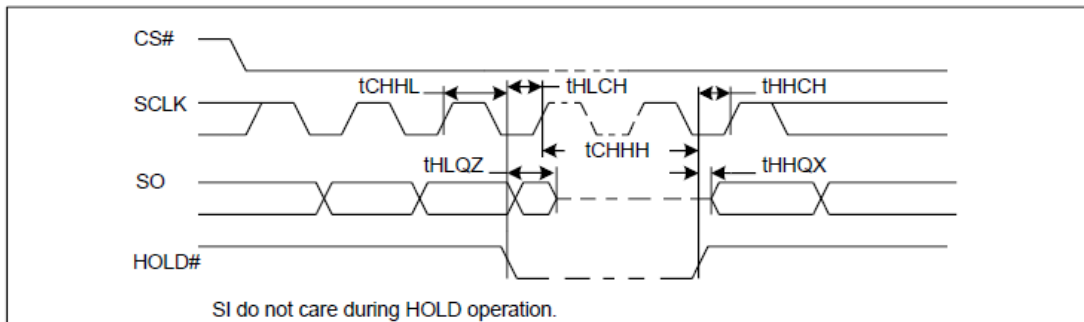 CS#
tCHHL tHLCH tHHCH
SCLK
tCHHH
tHLQZ tHHQX
SO
HOLD#
SI do not care during HOLD operation.